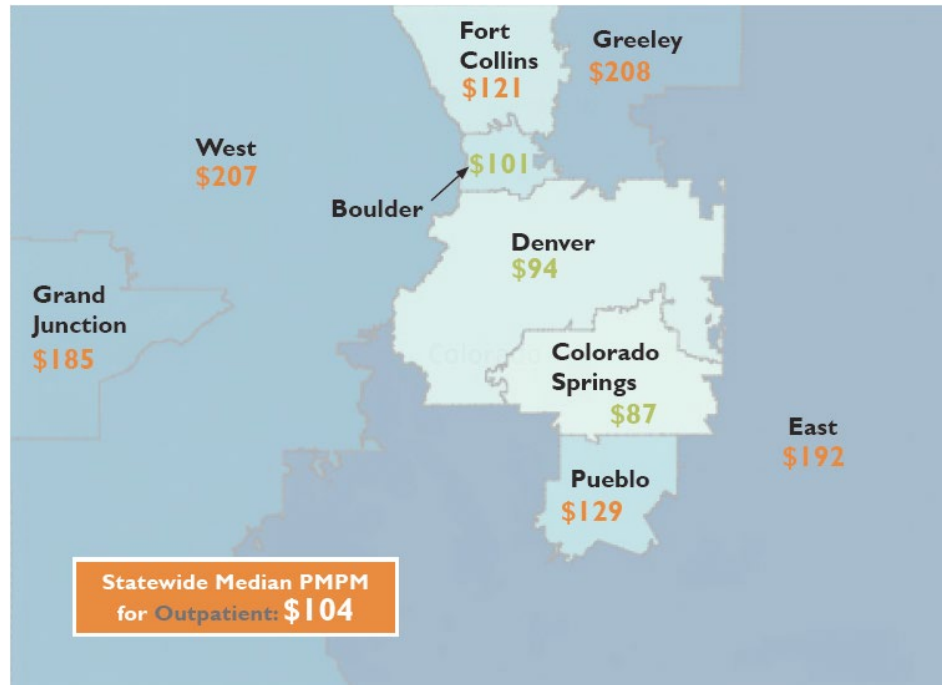 Fort
Collins
$121
Greeley
$208
West
$207
$101
Boulder
Denver
$94
Grand
Junction
$185
Colorado
Colorado
Springs
$87
East
$192
Pueblo
$129
Statewide Median PMPM
for Outpatient: $104